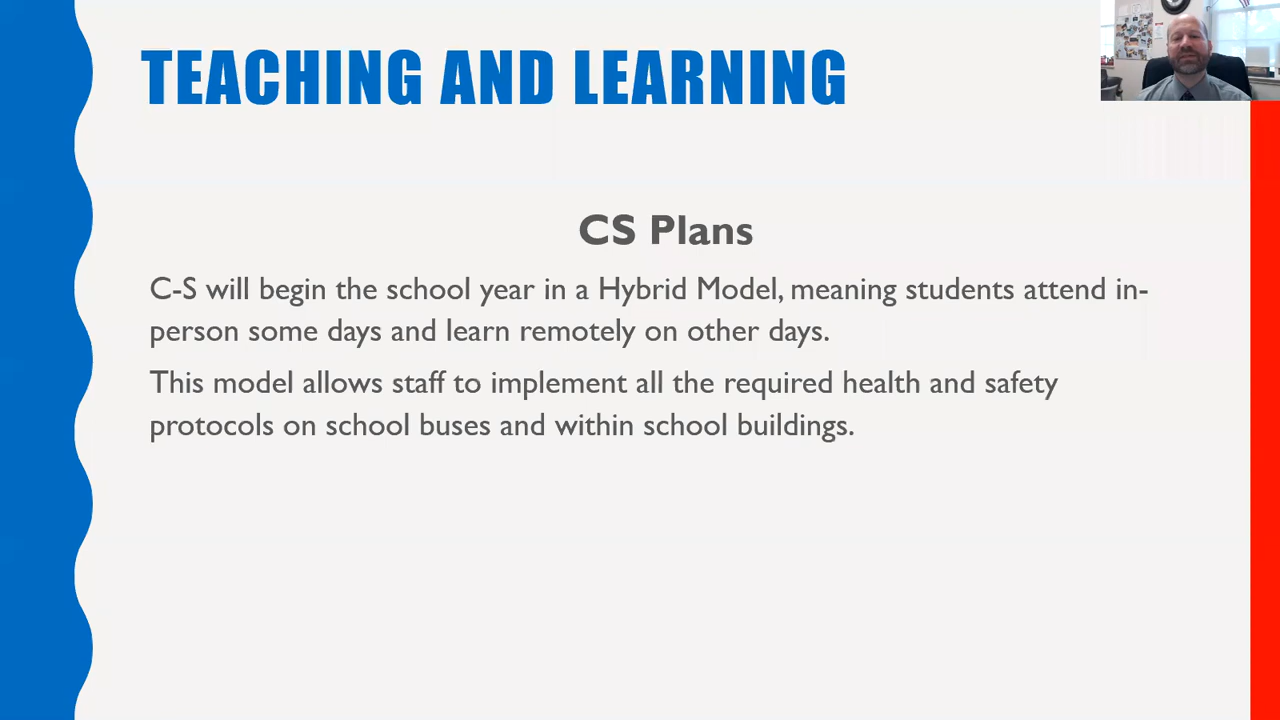 TEACHING AND LEARNING
CS Plans
C-S will begin the school year in a Hybrid Model, meaning students attend in-
person some days and learn remotely on other days.
This model allows staff to implement all the required health and safety
protocols on school buses and within school buildings.